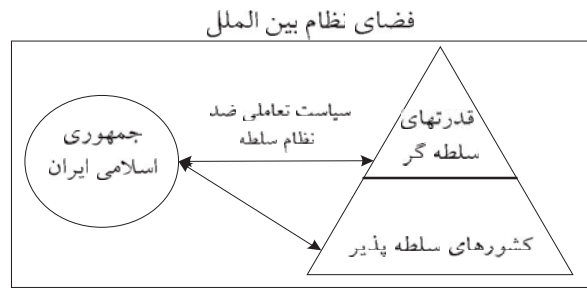 فضای نظام بین الملل
قدرتهای
سلطه گر
سیاست تعاملی ضد
نظام سلطه
جمهوری
اسلامی ایران
کشورهای سلطه پذیر